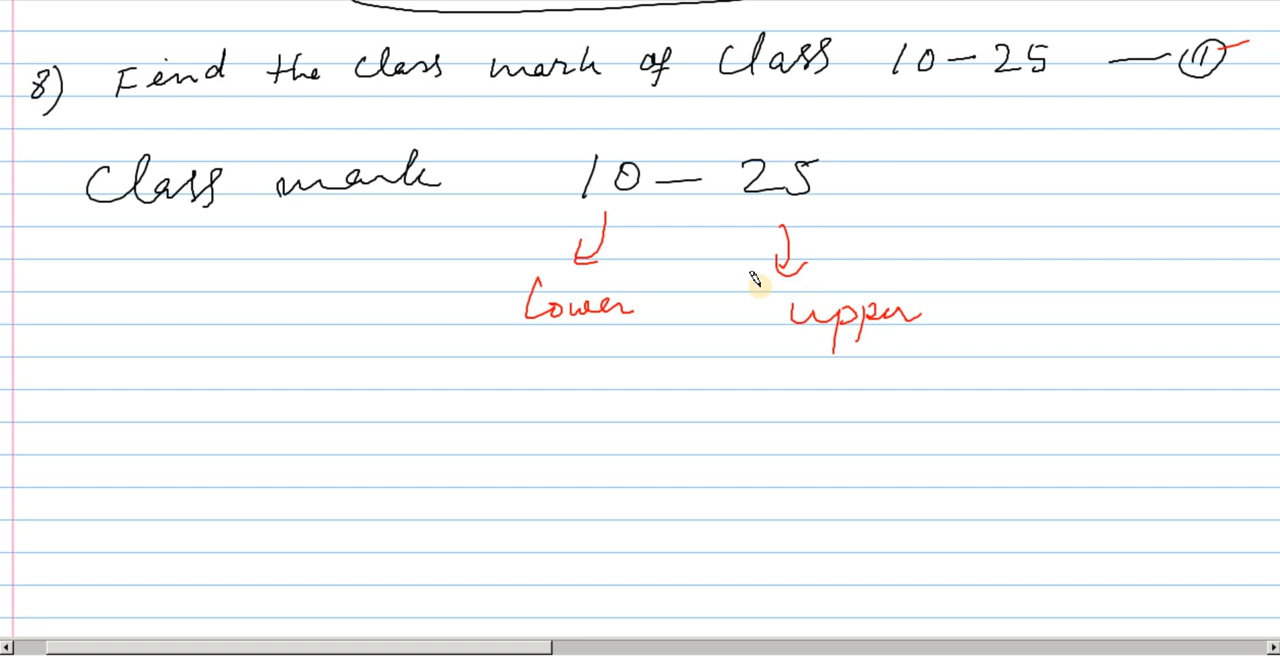 8) Find the class mark of Class 10 - 25 — ①
Class mark 10 - 25
Lower upper